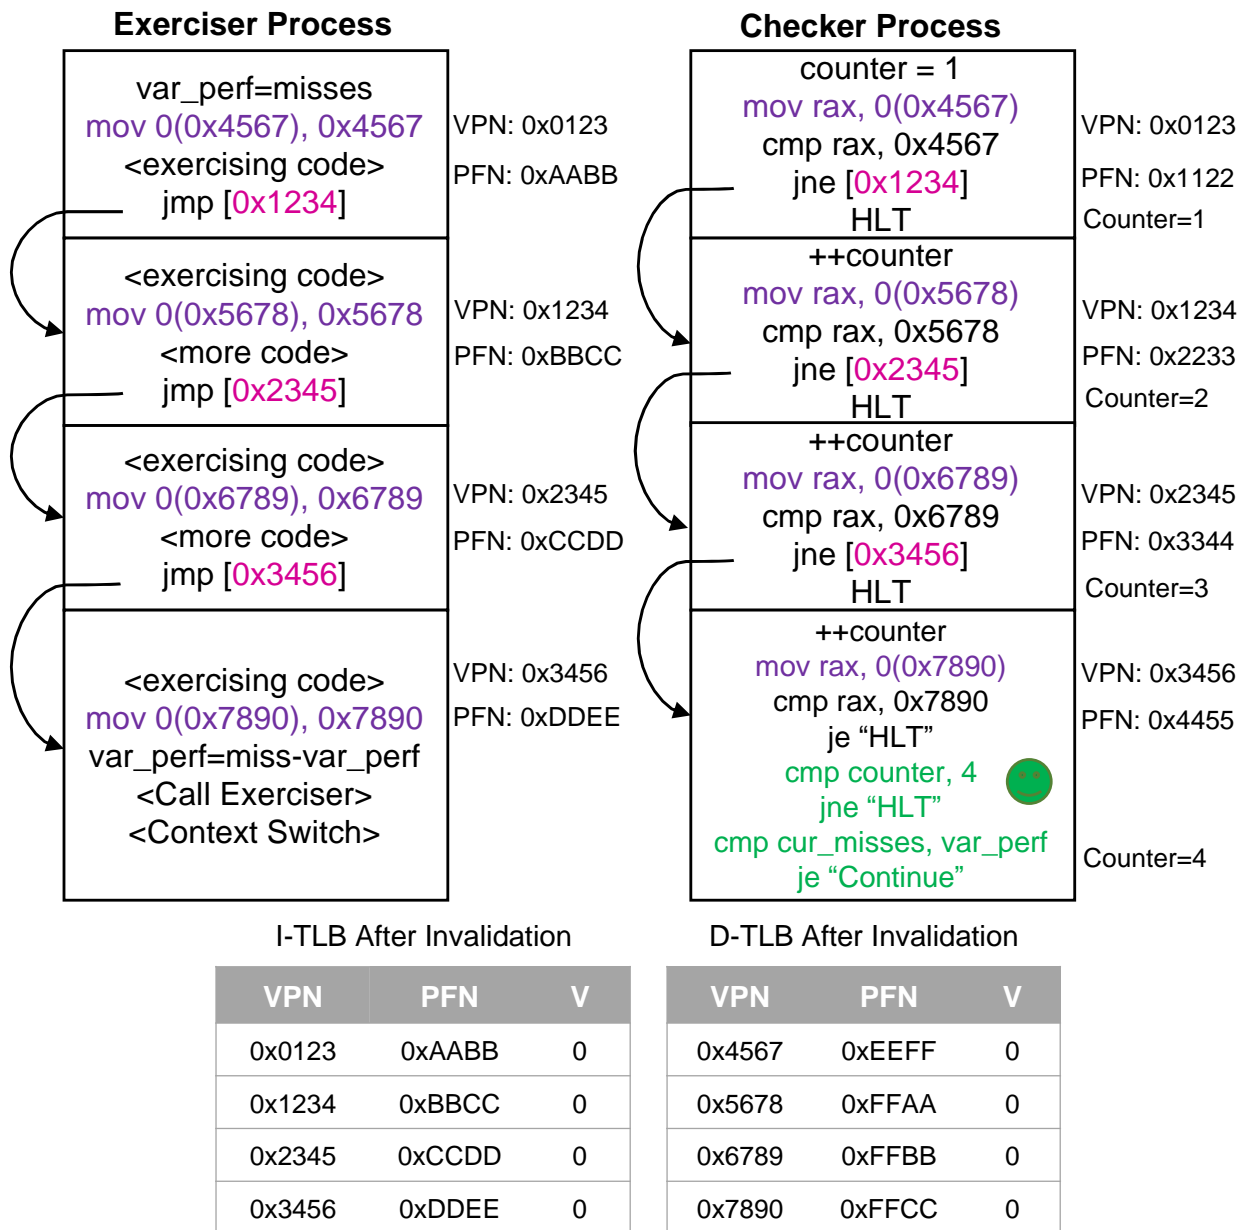 Exerciser Process
var_perf=misses
mov 0(0x4567), 0x4567
<exercising code>
jmp [0x1234]
VPN: 0x0123
PFN: 0xAABB
<exercising code>
mov 0(0x5678), 0x5678
<more code>
jmp [0x2345]
VPN: 0x1234
PFN: 0xBBCC
<exercising code>
mov 0(0x6789), 0x6789
<more code>
jmp [0x3456]
VPN: 0x2345
PFN: 0xCCDD
<exercising code>
mov 0(0x7890), 0x7890
var_perf=miss-var_perf
<Call Exerciser>
<Context Switch>
VPN: 0x3456
PFN: 0xDDEE
Checker Process
counter = 1
mov rax, 0(0x4567)
cmp rax, 0x4567
jne [0x1234]
HLT
VPN: 0x0123
PFN: 0x1122
Counter=1
++counter
mov rax, 0(0x5678)
cmp rax, 0x5678
jne [0x2345]
HLT
VPN: 0x1234
PFN: 0x2233
Counter=2
++counter
mov rax, 0(0x6789)
cmp rax, 0x6789
jne [0x3456]
HLT
VPN: 0x2345
PFN: 0x3344
Counter=3
++counter
mov rax, 0(0x7890)
cmp rax, 0x7890
je “HLT”
cmp counter, 4
jne “HLT”
cmp cur_misses, var_perf
je “Continue”
VPN: 0x3456
PFN: 0x4455
Counter=4
I-TLB After Invalidation
VPN PFN V
0x0123 0xAABB 0
0x1234 0xBBCC 0
0x2345 0xCCDD 0
0x3456 0xDDEE 0
D-TLB After Invalidation
VPN PFN V
0x4567 0xEEFF 0
0x5678 0xFFAA 0
0x6789 0xFFBB 0
0x7890 0xFFCC 0